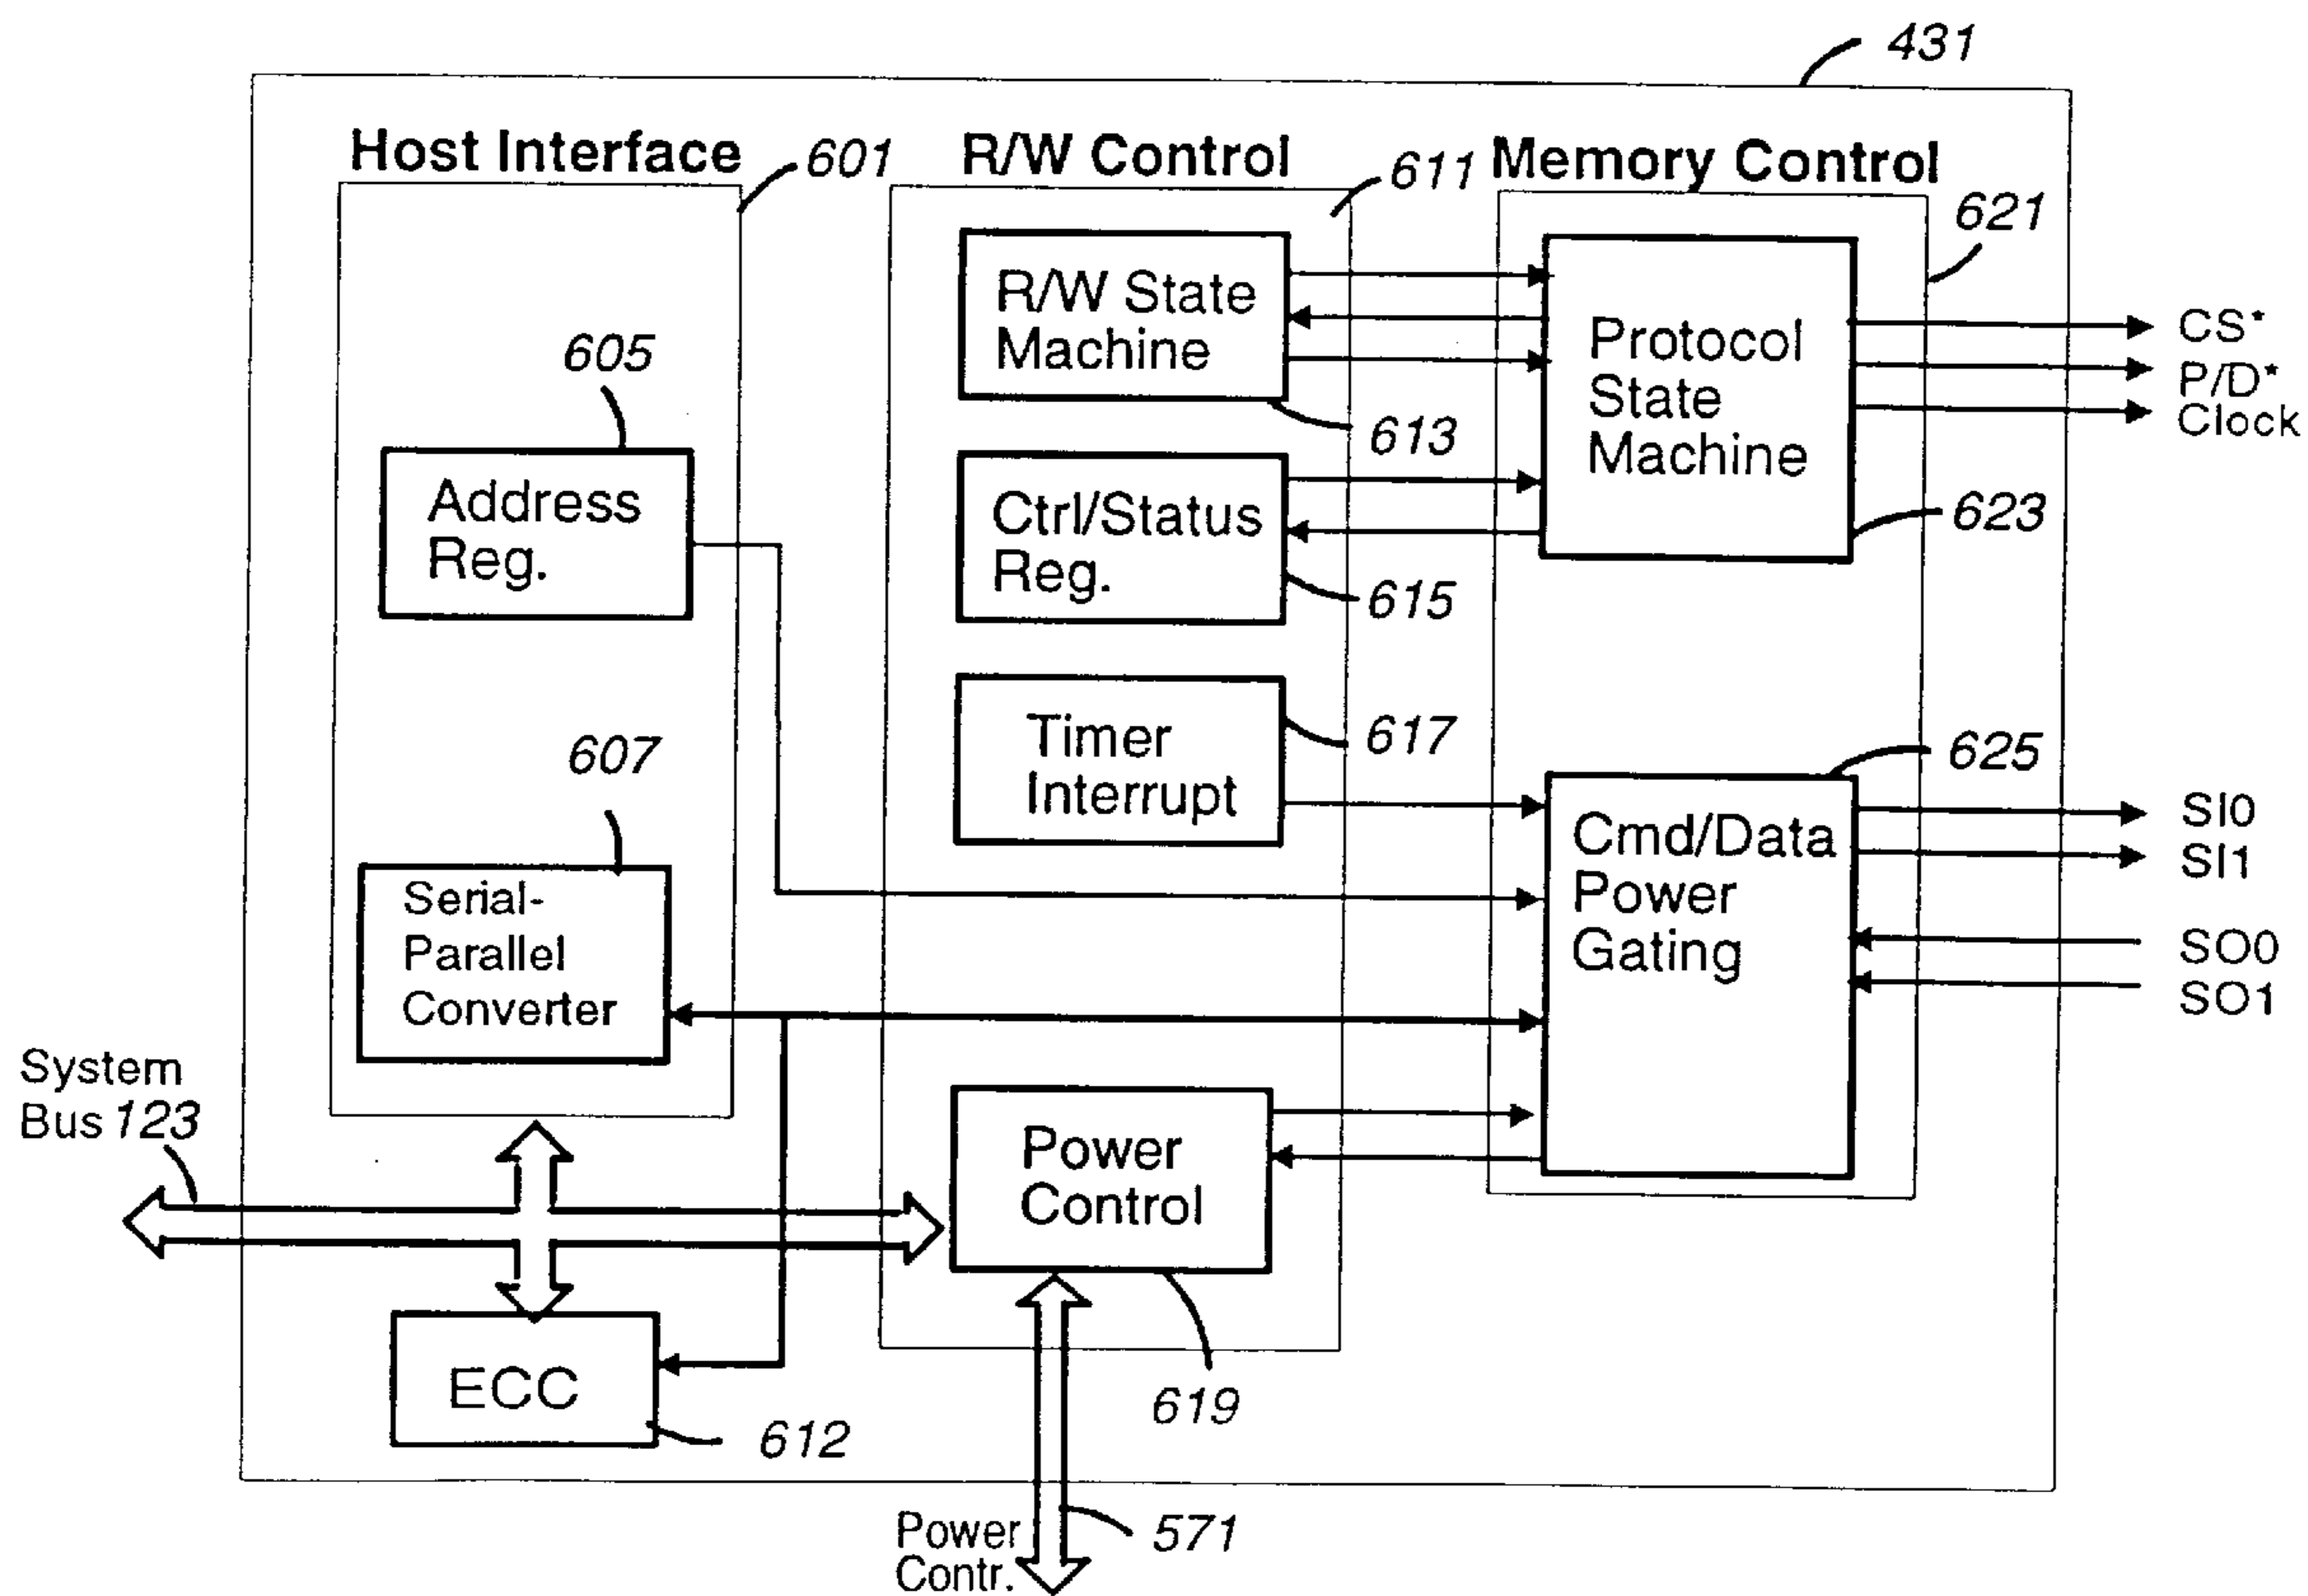 431
Host Interface
601
R/W Control
611
Memory Control
621
R/W State
Machine
613
Protocol
State
Machine
623
CS*
P/D*
Clock
605
Address
Reg.
Ctrl/Status
Reg.
615
Timer
Interrupt
617
607
Serial-
Parallel
Converter
625
Cmd/Data
Power
Gating
SI0
SI1
SO0
SO1
System
Bus 123
Power
Control
619
ECC
612
Power
Contr.
571